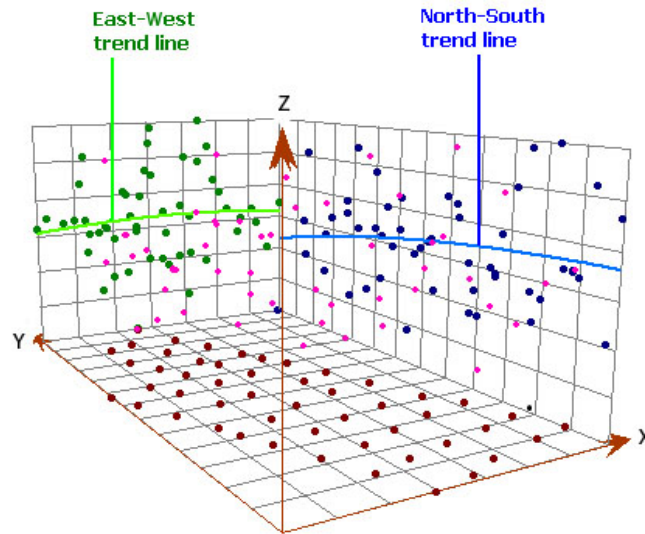 East-West
trend line
North-South
trend line
Z
Y
X